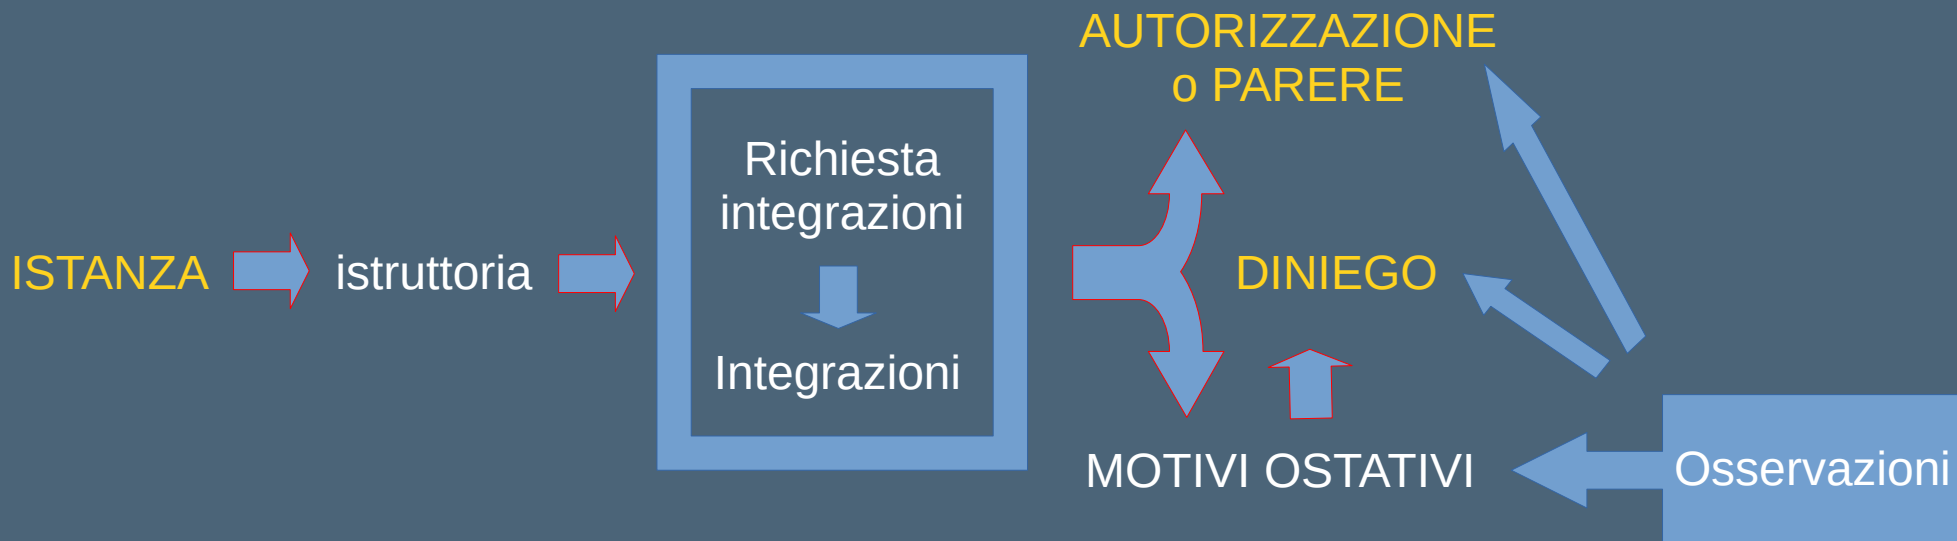 ISTANZA
istruttoria
Richiesta
integrazioni
Integrazioni
AUTORIZZAZIONE
o PARERE
DINIEGO
MOTIVI OSTATIVI
Osservazioni